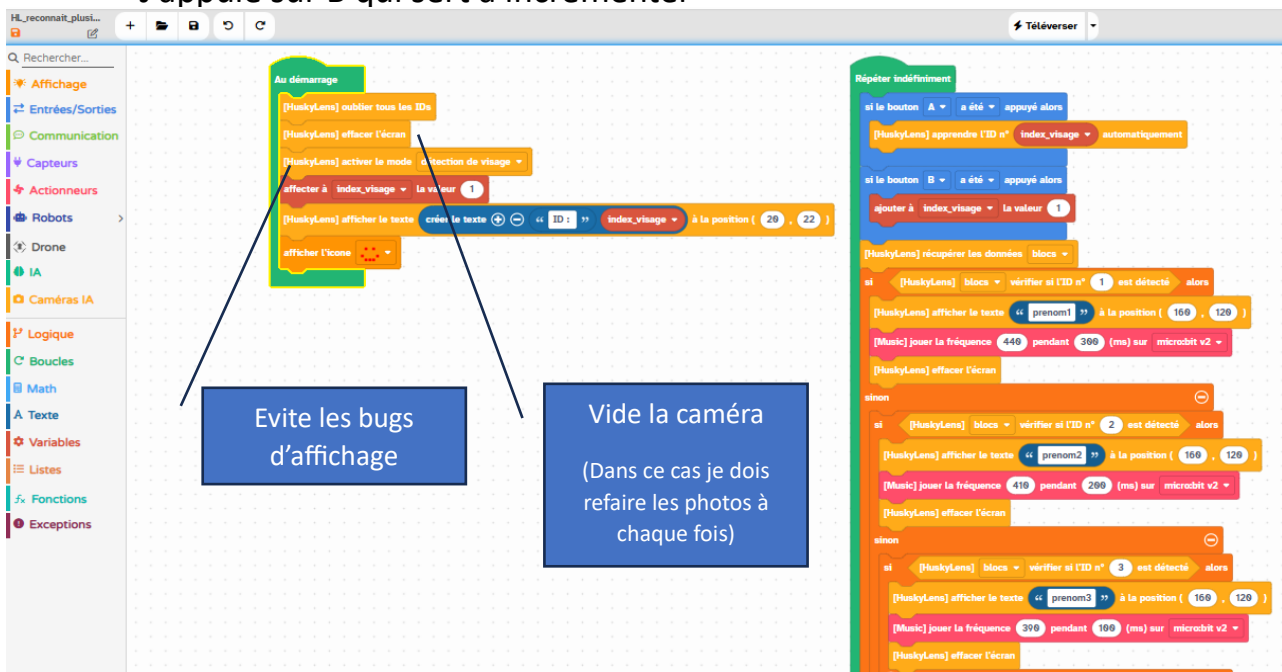 J'appuie sur B qui sert à incrémenter
HL_reconnait_plusi...
Téléverser
Rechercher...
Affichage
Entrées/Sorties
Communication
Capteurs
Actionneurs
Robots
Drone
IA
Caméras IA
Logique
Boucles
Math
Texte
Variables
Listes
Fonctions
Exceptions
Au démarrage
[HuskyLens] oublier tous les IDs
[HuskyLens] effacer l'écran
[HuskyLens] activer le mode détection de visage
affecter à index_visage la valeur 1
[HuskyLens] afficher le texte créer le texte “ ID : ” index_visage à la position ( 20 , 22 )
afficher l'icone
Evite les bugs
d'affichage
Vide la caméra
(Dans ce cas je dois
refaire les photos à
chaque fois)
Répéter indéfiniment
si le bouton A a été appuyé alors
[HuskyLens] apprendre l'ID n° index_visage automatiquement
si le bouton B a été appuyé alors
ajouter à index_visage la valeur 1
[HuskyLens] récupérer les données blocs
si [HuskyLens] blocs vérifier si l'ID n° 1 est détecté alors
[HuskyLens] afficher le texte “ prenom1 ” à la position ( 160 , 120 )
[Music] jouer la fréquence 440 pendant 300 (ms) sur micro:bit v2
[HuskyLens] effacer l'écran
sinon
si [HuskyLens] blocs vérifier si l'ID n° 2 est détecté alors
[HuskyLens] afficher le texte “ prenom2 ” à la position ( 160 , 120 )
[Music] jouer la fréquence 410 pendant 200 (ms) sur micro:bit v2
[HuskyLens] effacer l'écran
sinon
si [HuskyLens] blocs vérifier si l'ID n° 3 est détecté alors
[HuskyLens] afficher le texte “ prenom3 ” à la position ( 160 , 120 )
[Music] jouer la fréquence 390 pendant 100 (ms) sur micro:bit v2
[HuskyLens] effacer l'écran